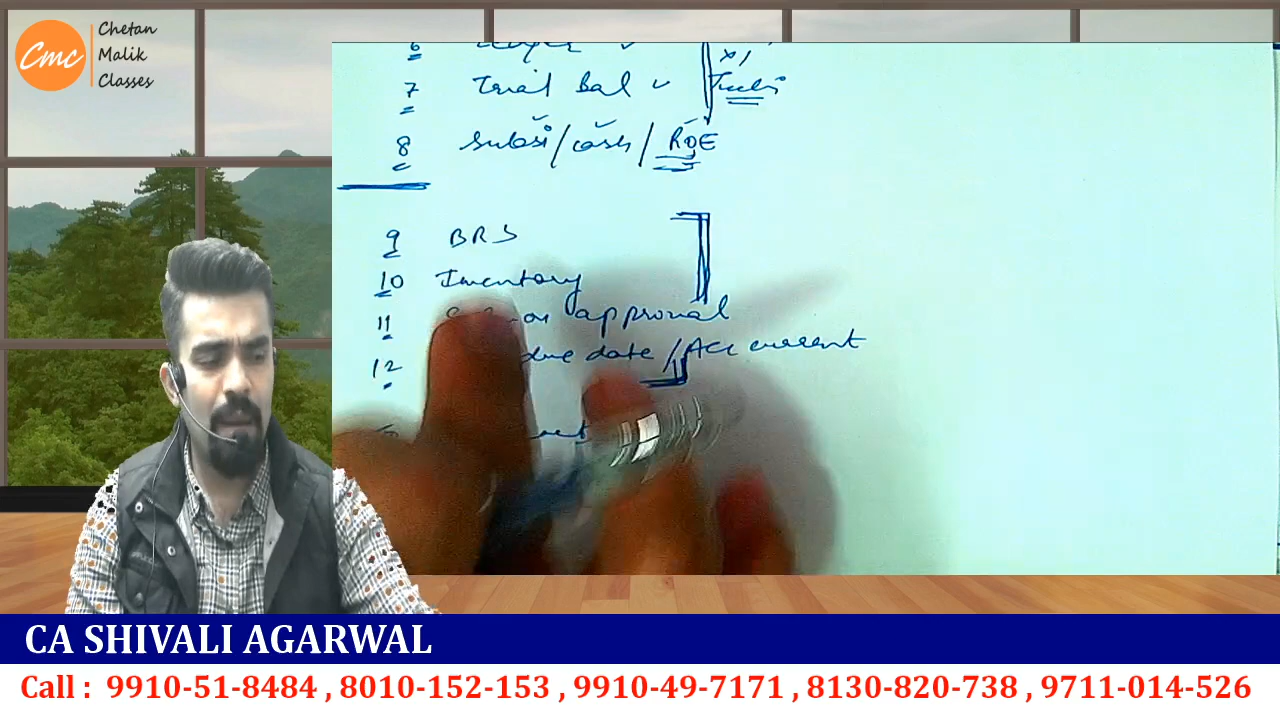 cmc
Chetan
Malik
Classes
6
7 Trial Bal ✓
8 Subsi/cash/ROE
9 BRS
10 Inventory
11 approval
12 due date / Acc current
CA SHIVALI AGARWAL
Call : 9910-51-8484 , 8010-152-153 , 9910-49-7171 , 8130-820-738 , 9711-014-526